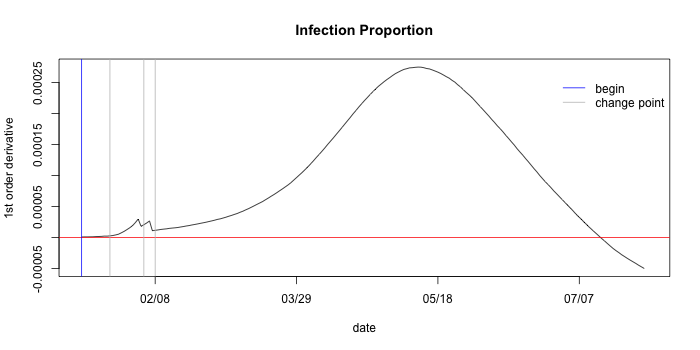 Infection Proportion
1st order derivative
0.00025
0.00015
0.00005
-0.00005
begin
change point
02/08
03/29
05/18
07/07
date